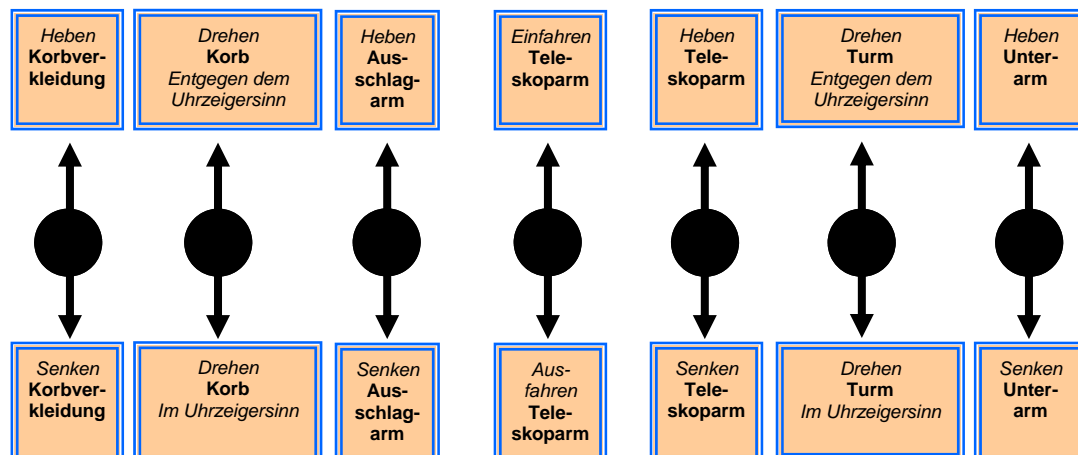 Heben
Korbver-
kleidung
Drehen
Korb
Entgegen dem
Uhrzeigersinn
Heben
Aus-
schlag-
arm
Einfahren
Tele-
skoparm
Heben
Tele-
skoparm
Drehen
Turm
Entgegen dem
Uhrzeigersinn
Heben
Unter-
arm
Senken
Korbver-
kleidung
Drehen
Korb
Im Uhrzeigersinn
Senken
Aus-
schlag-
arm
Aus-
fahren
Tele-
skoparm
Senken
Tele-
skoparm
Drehen
Turm
Im Uhrzeigersinn
Senken
Unter-
arm